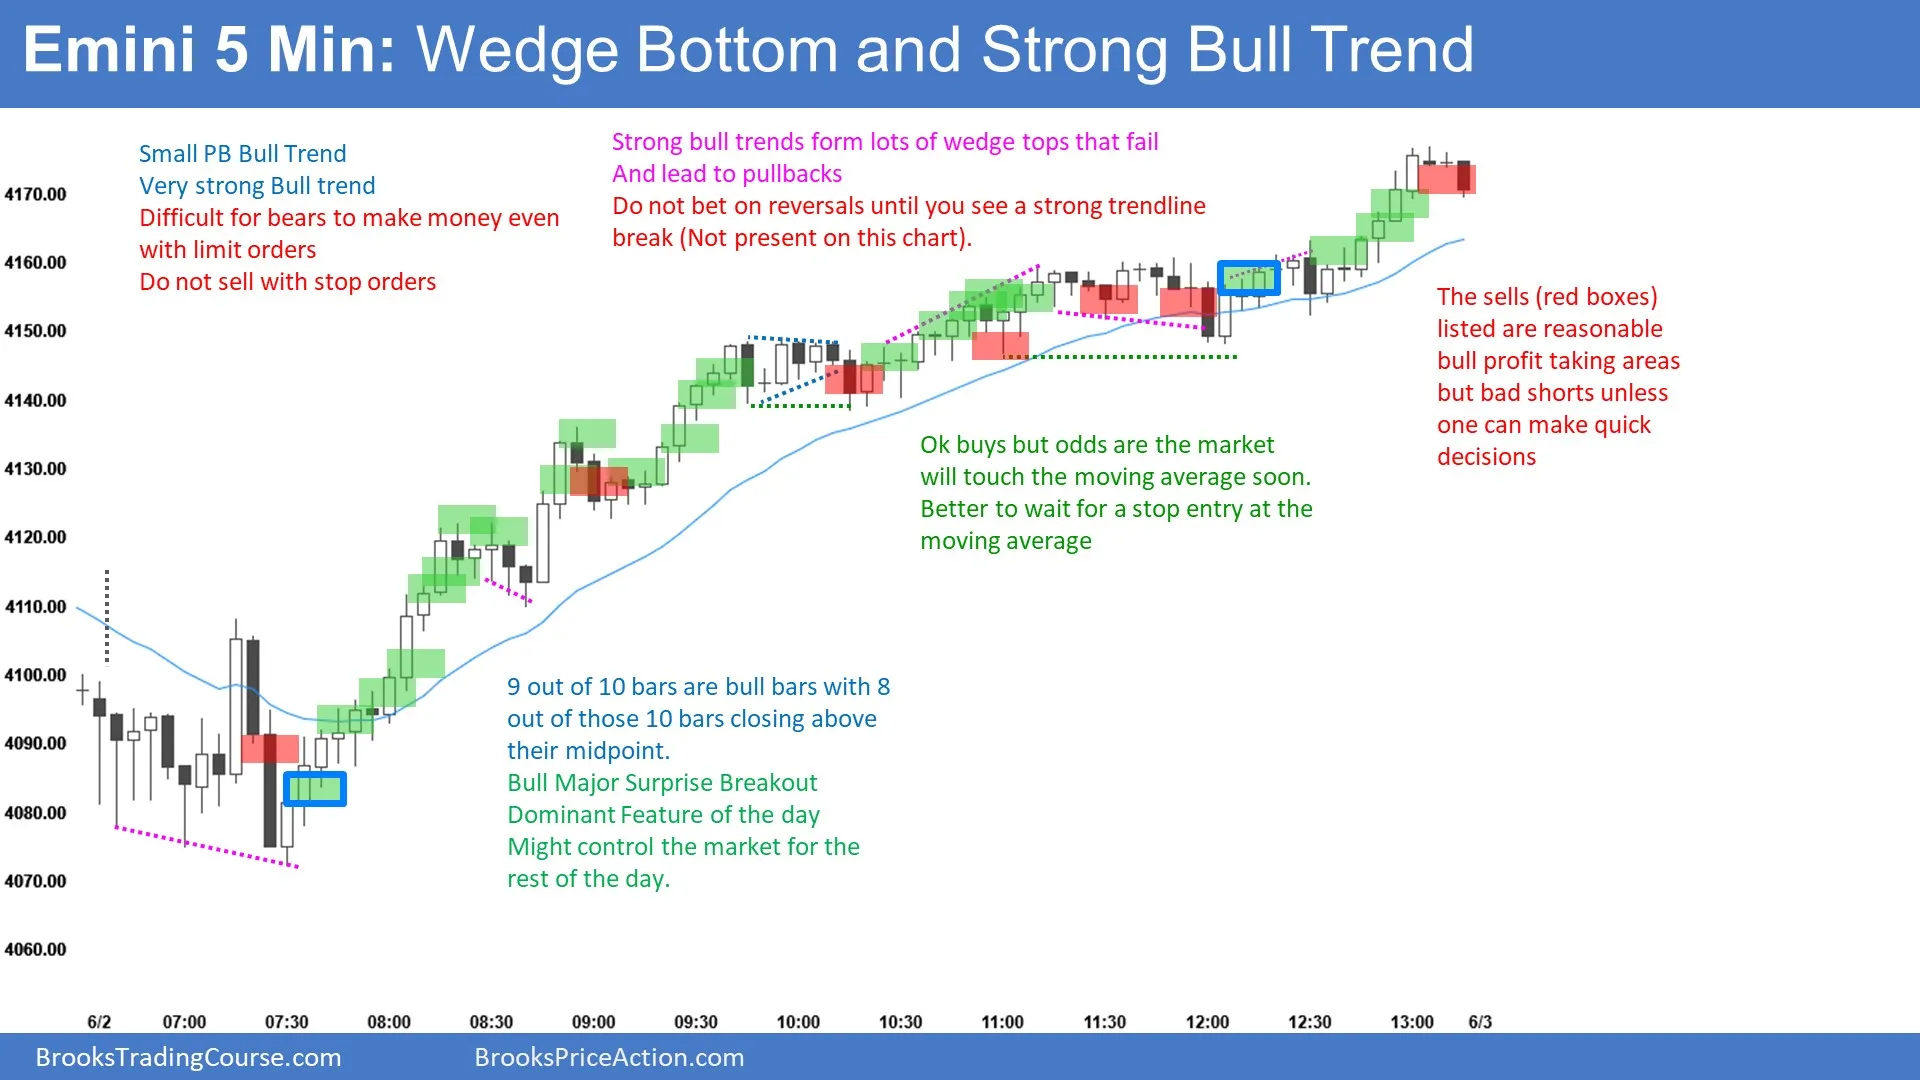 Emini 5 Min: Wedge Bottom and Strong Bull Trend
Small PB Bull Trend
Very strong Bull trend
Difficult for bears to make money even
with limit orders
Do not sell with stop orders
Strong bull trends form lots of wedge tops that fail
And lead to pullbacks
Do not bet on reversals until you see a strong trendline
break (Not present on this chart).
The sells (red boxes)
listed are reasonable
bull profit taking areas
but bad shorts unless
one can make quick
decisions
Ok buys but odds are the market
will touch the moving average soon.
Better to wait for a stop entry at the
moving average
9 out of 10 bars are bull bars with 8
out of those 10 bars closing above
their midpoint.
Bull Major Surprise Breakout
Dominant Feature of the day
Might control the market for the
rest of the day.
4170.00
4160.00
4150.00
4140.00
4130.00
4120.00
4110.00
4100.00
4090.00
4080.00
4070.00
4060.00
6/2 07:00 07:30 08:00 08:30 09:00 09:30 10:00 10:30 11:00 11:30 12:00 12:30 13:00 6/3
BrooksTradingCourse.com BrooksPriceAction.com